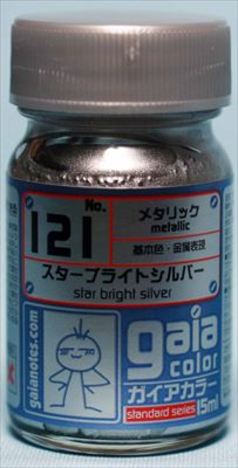 No.
121
メタリック
metallic
基本色・金属表現
スターブライトシルバー
star bright silver
gaianotes.com
gaia
color
ガイアカラー
standard series
15ml